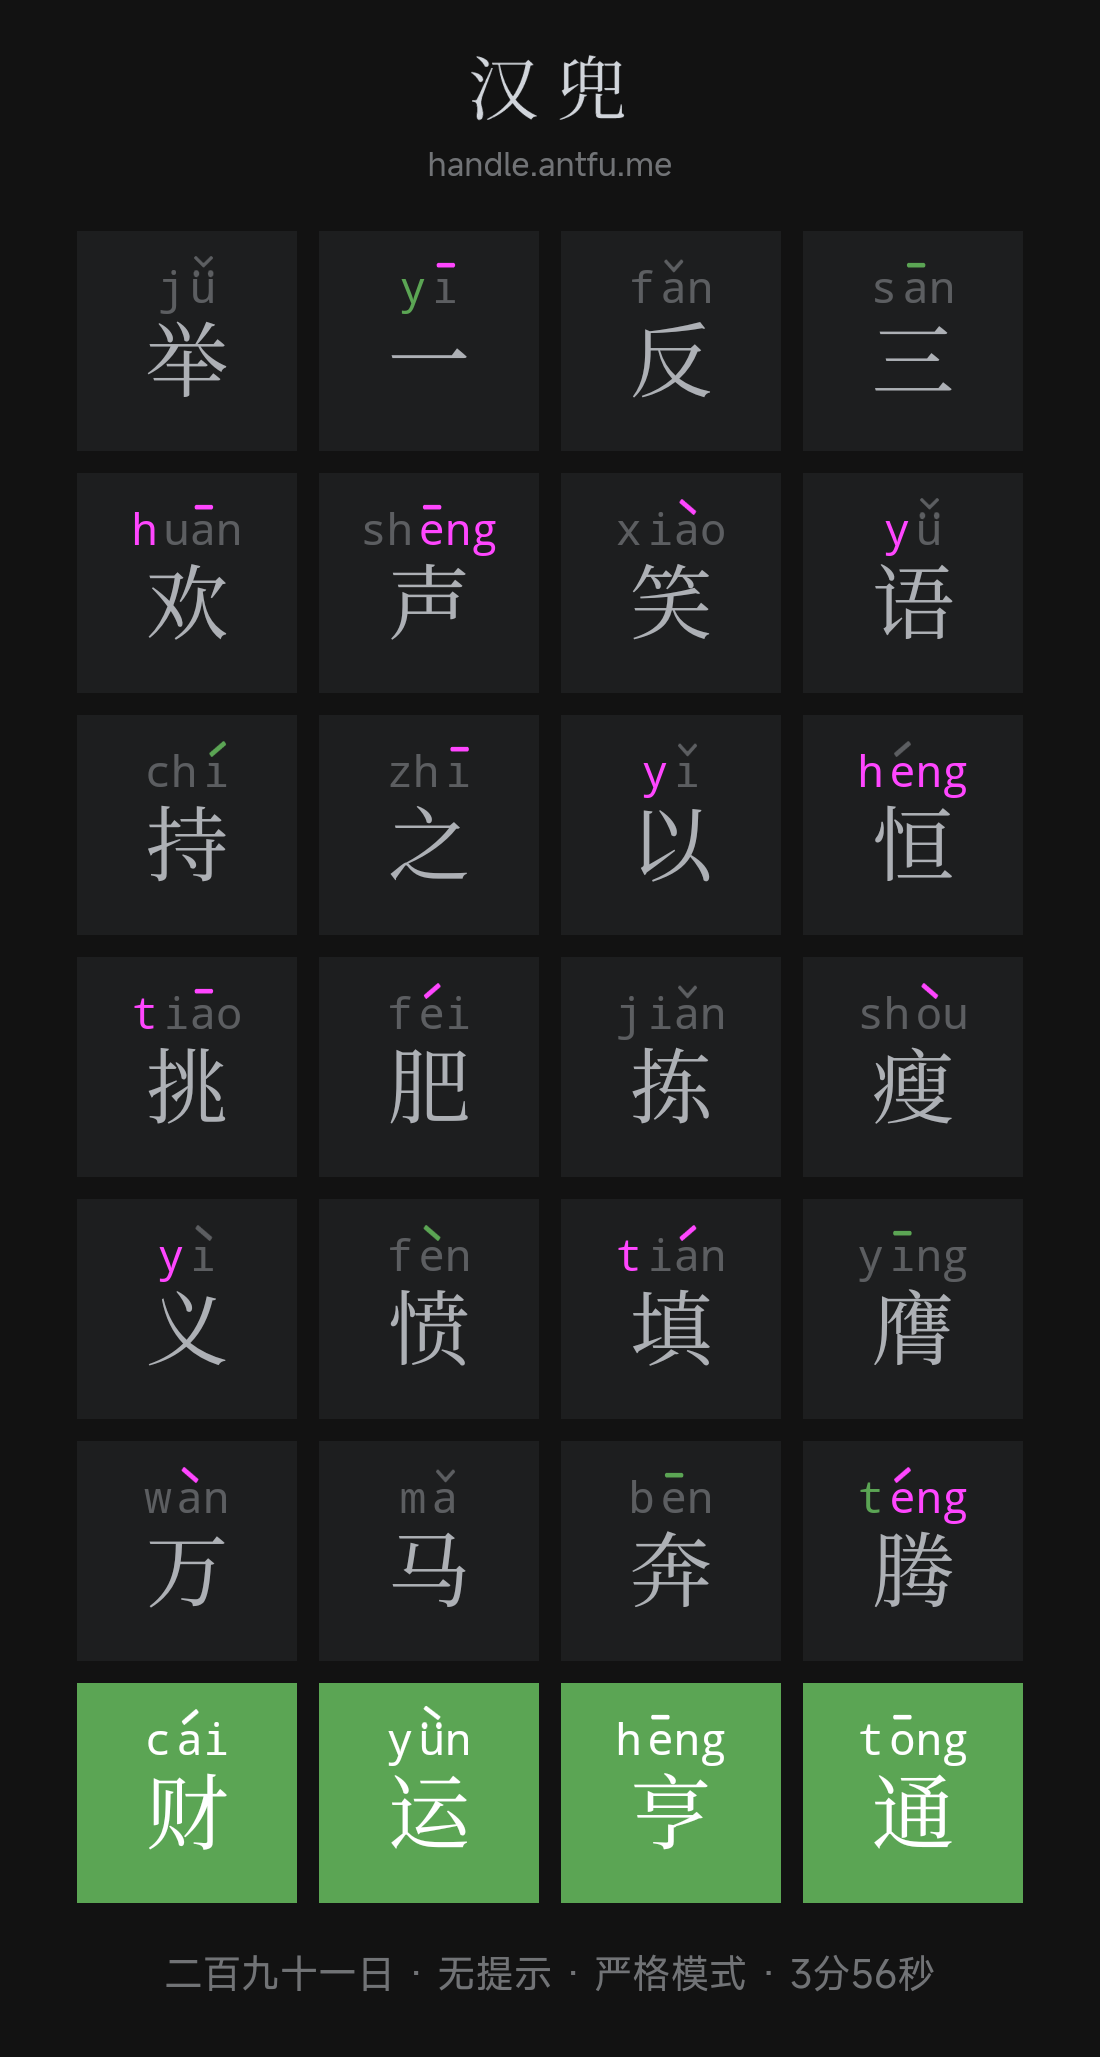 汉兜
handle.antfu.me
jǔ̈ yī fǎn sān
举 一 反 三
huān shēng xiào yǚ
欢 声 笑 语
chí zhī yǐ héng
持 之 以 恒
tiāo féi jiǎn shòu
挑 肥 拣 瘦
yì fèn tián yīng
义 愤 填 膺
wàn mǎ bēn téng
万 马 奔 腾
cái yǜn hēng tōng
财 运 亨 通
二百九十一日 · 无提示 · 严格模式 · 3分56秒